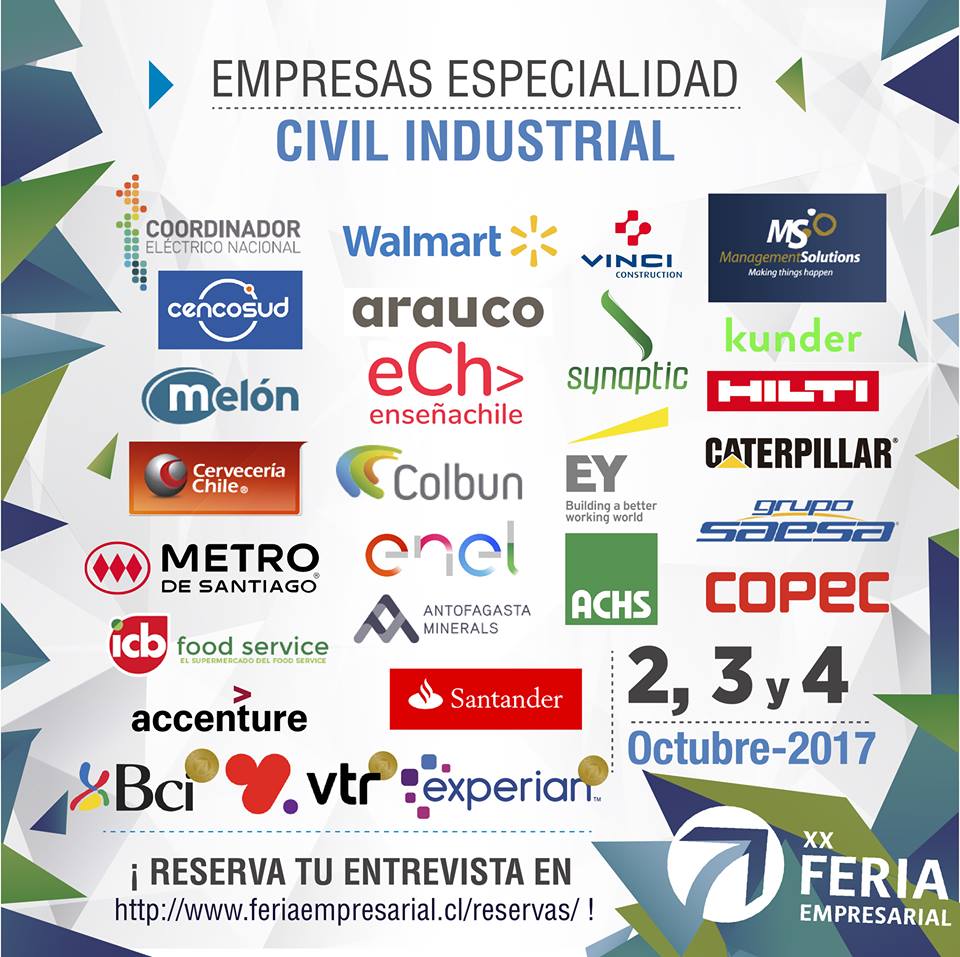 EMPRESAS ESPECIALIDAD
CIVIL INDUSTRIAL
COORDINADOR
ELÉCTRICO NACIONAL
Walmart
VINCI
CONSTRUCTION
MS
ManagementSolutions
Making things happen
cencosud
arauco
synaptic
kunder
melón
eCh>
enseñachile
HILTI
Cervecería
Chile®
Colbun
EY
Building a better
working world
CATERPILLAR®
grupo
saesa®
METRO
DE SANTIAGO®
enel
ACHS
copec
icb food service
EL SUPERMERCADO DEL FOOD SERVICE
ANTOFAGASTA
MINERALS
accenture
Santander
2, 3 y 4
Octubre-2017
Bci
vtr
experian™
¡ RESERVA TU ENTREVISTA EN
http://www.feriaempresarial.cl/reservas/ !
XX
FERIA
EMPRESARIAL